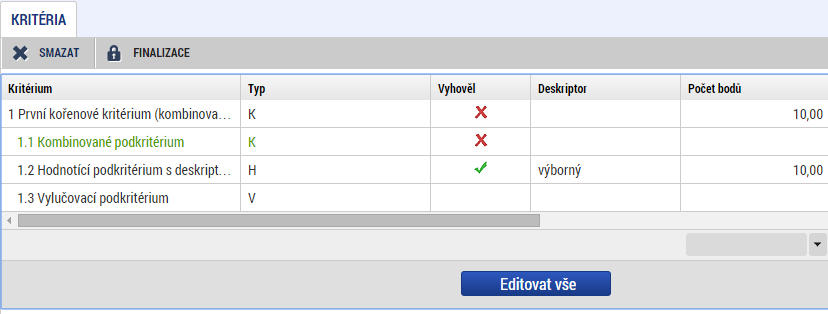 KRITÉRIA
SMAZAT FINALIZACE
Kritérium Typ Vyhověl Deskriptor Počet bodů
1 První kořenové kritérium (kombinova... K 10,00
1.1 Kombinované podkritérium K
1.2 Hodnotící podkritérium s deskript... H výborný 10,00
1.3 Vylučovací podkritérium V
Editovat vše